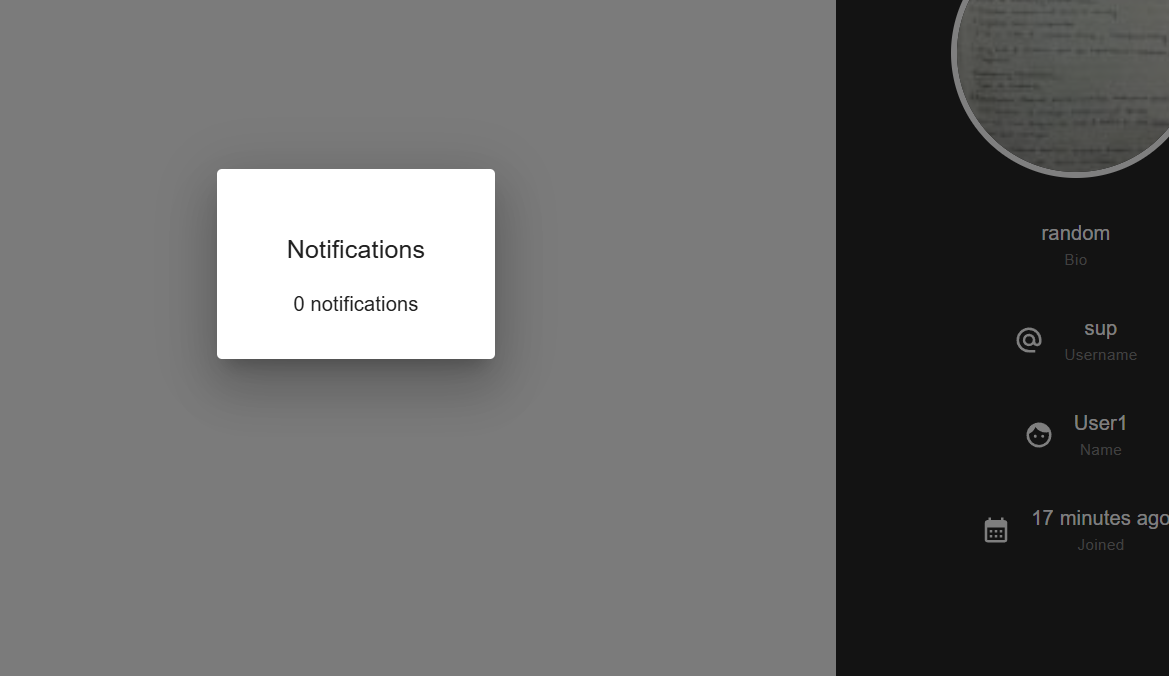 Notifications
0 notifications
random
Bio
sup
Username
User1
Name
17 minutes ago
Joined